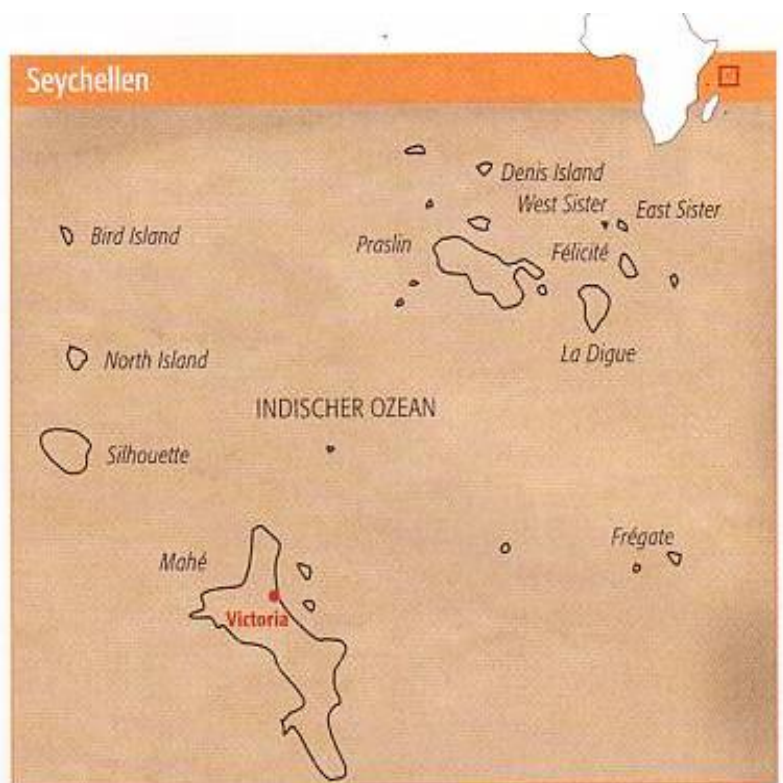 Seychellen
Denis Island
West Sister
East Sister
Bird Island
Praslin
Félicité
North Island
La Digue
INDISCHER OZEAN
Silhouette
Mahé
Frégate
Victoria